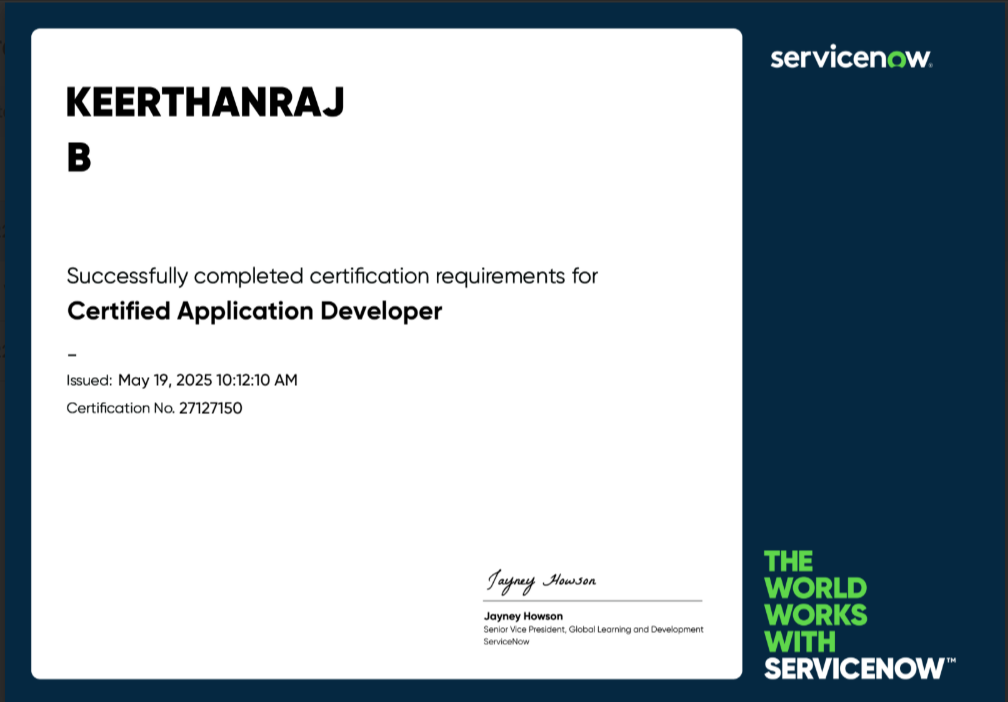 servicenow.
KEERTHANRAJ
B
Successfully completed certification requirements for
Certified Application Developer
–
Issued: May 19, 2025 10:12:10 AM
Certification No. 27127150
Jayney Howson
Jayney Howson
Senior Vice President, Global Learning and Development
ServiceNow
THE
WORLD
WORKS
WITH
SERVICENOW™